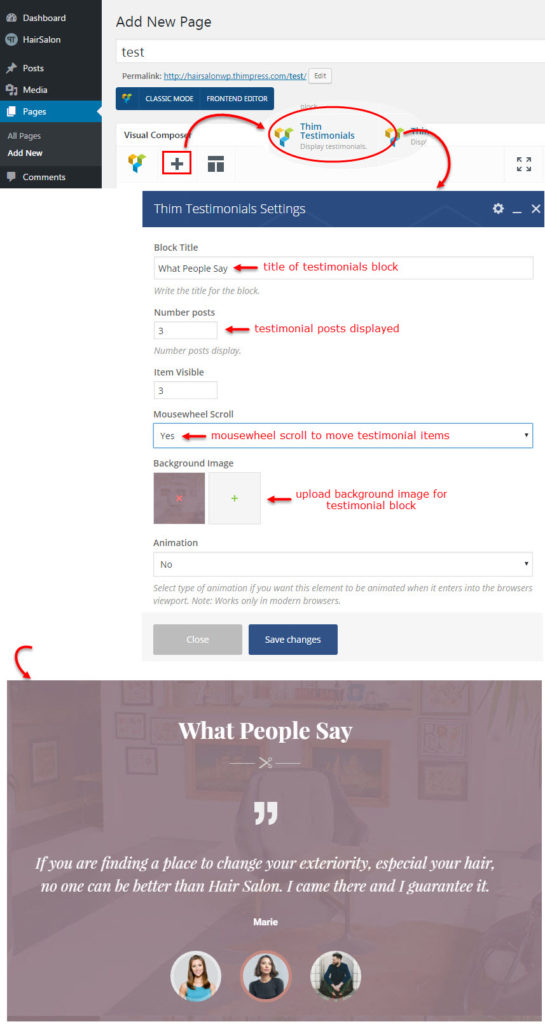 Dashboard
HairSalon
Posts
Media
Pages
All Pages
Add New
Comments
Add New Page
test
Permalink: http://hairsalonwp.thimpress.com/test/ Edit
CLASSIC MODE FRONTEND EDITOR
Visual Composer
block.
Thim
Testimonials
Display testimonials.
Thim
Disp
Thim Testimonials Settings
Block Title
What People Say title of testimonials block
Write the title for the block.
Number posts
3 testimonial posts displayed
Number posts display.
Item Visible
3
Mousewheel Scroll
Yes mousewheel scroll to move testimonial items
Background Image
upload background image for
testimonial block
Animation
No
Select type of animation if you want this element to be animated when it enters into the browsers
viewport. Note: Works only in modern browsers.
Close Save changes
What People Say
If you are finding a place to change your exteriority, especial your hair,
no one can be better than Hair Salon. I came there and I guarantee it.
Marie